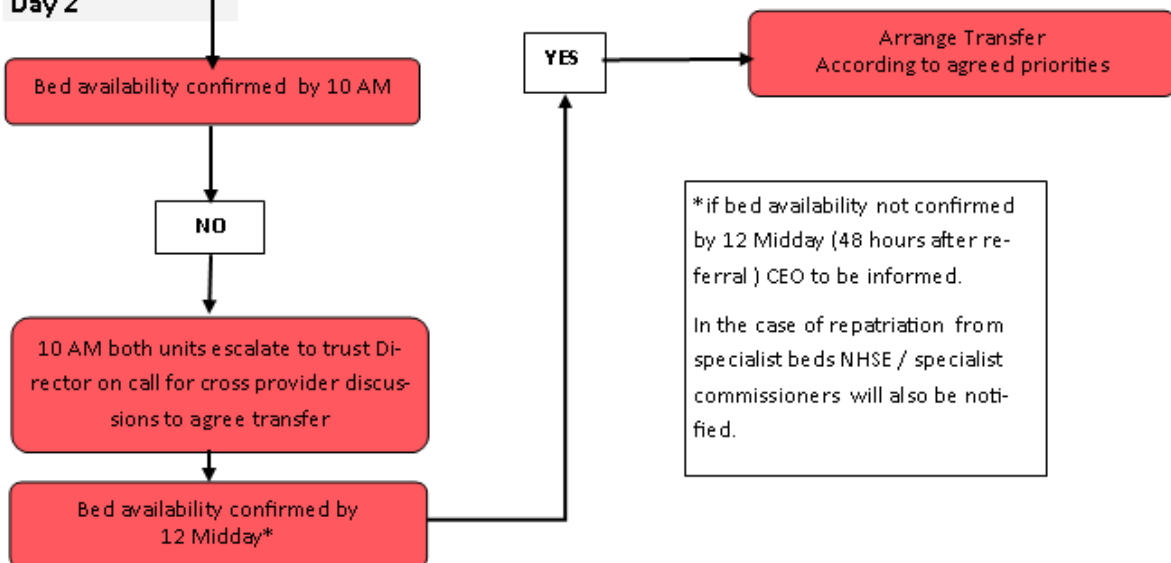 Day 2
Bed availability confirmed by 10 AM
NO
10 AM both units escalate to trust Di-
rector on call for cross provider discus-
sions to agree transfer
Bed availability confirmed by
12 Midday*
YES
Arrange Transfer
According to agreed priorities
*if bed availability not confirmed
by 12 Midday (48 hours after re-
ferral ) CEO to be informed.
In the case of repatriation from
specialist beds NHSE / specialist
commissioners will also be noti-
fied.